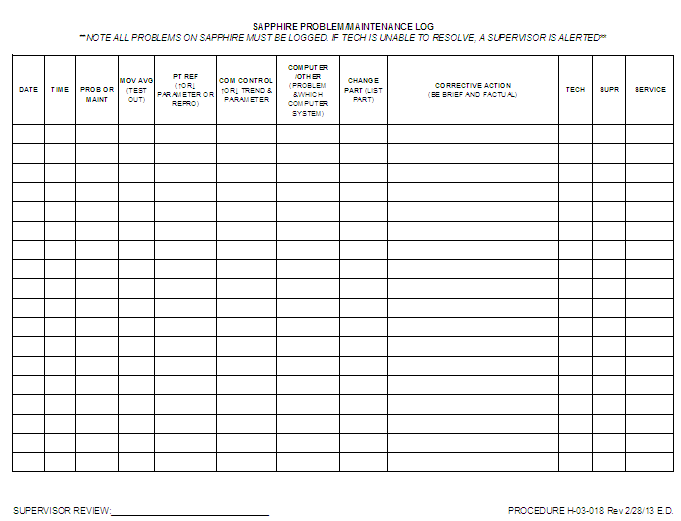 SAPPHIRE PROBLEM/MAINTENANCE LOG
**NOTE ALL PROBLEMS ON SAPPHIRE MUST BE LOGGED. IF TECH IS UNABLE TO RESOLVE, A SUPERVISOR IS ALERTED**
DATE
TIME
PROB OR
MAINT
MOV AVG
(TEST
OUT)
PT REF
(↑OR↓
PARAMETER OR
REPRO)
COM CONTROL
↑OR↓ TREND &
PARAMETER
COMPUTER
/OTHER
(PROBLEM
&WHICH
COMPUTER
SYSTEM)
CHANGE
PART (LIST
PART)
CORRECTIVE ACTION
(BE BRIEF AND FACTUAL)
TECH
SUPR
SERVICE
SUPERVISOR REVIEW:
PROCEDURE H-03-018 Rev 2/28/13 E.D.